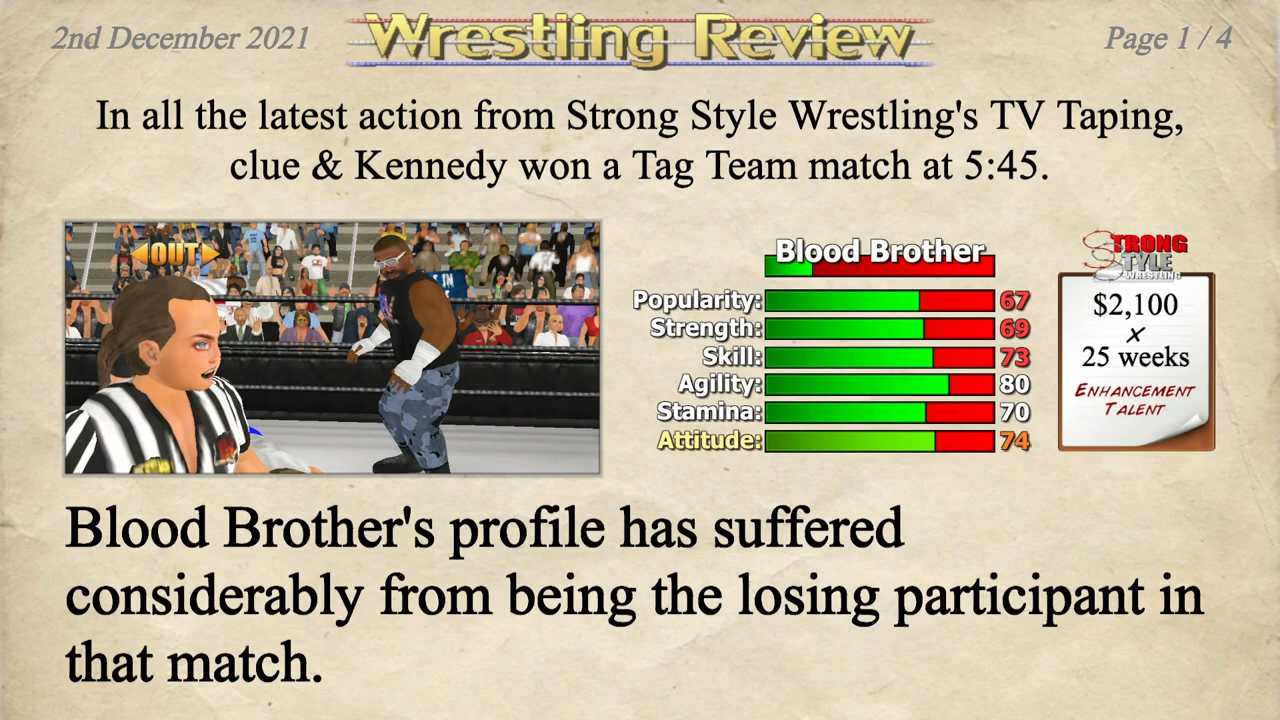 2nd December 2021
Wrestling Review
Page 1 / 4
In all the latest action from Strong Style Wrestling's TV Taping,
clue & Kennedy won a Tag Team match at 5:45.
OUT
Blood Brother
Popularity: 67
Strength: 69
Skill: 73
Agility: 80
Stamina: 70
Attitude: 74
STRONG
STYLE
WRESTLING
$2,100
x
25 weeks
ENHANCEMENT
TALENT
Blood Brother's profile has suffered
considerably from being the losing participant in
that match.